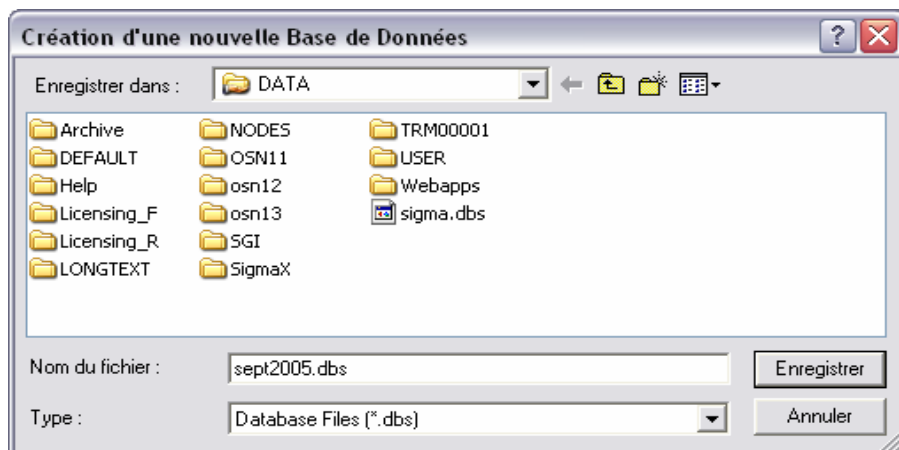 Création d'une nouvelle Base de Données
Enregistrer dans :
DATA
Archive
DEFAULT
Help
Licensing_F
Licensing_R
LONGTEXT
NODES
OSN11
osn12
osn13
SGI
SigmaX
TRM00001
USER
Webapps
sigma.dbs
Nom du fichier :
sept2005.dbs
Enregistrer
Type :
Database Files (*.dbs)
Annuler